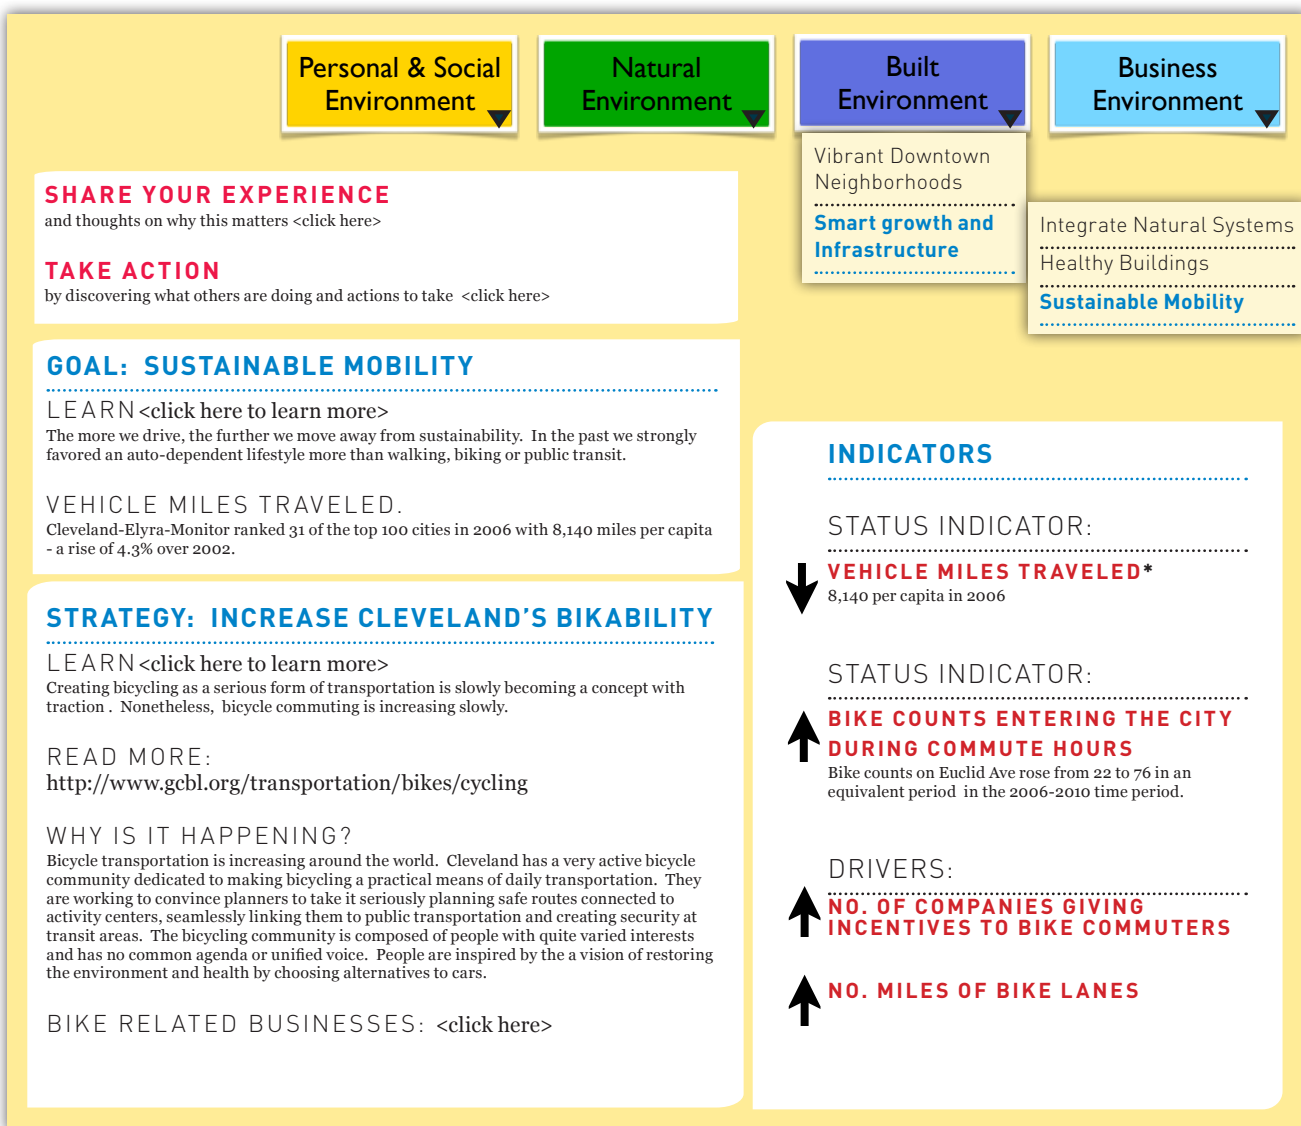 Personal & Social
Environment
Natural
Environment
Built
Environment
Business
Environment
Vibrant Downtown
Neighborhoods
Smart growth and
Infrastructure
Integrate Natural Systems
Healthy Buildings
Sustainable Mobility
SHARE YOUR EXPERIENCE
and thoughts on why this matters <click here>
TAKE ACTION
by discovering what others are doing and actions to take <click here>
GOAL: SUSTAINABLE MOBILITY
LEARN<click here to learn more>
The more we drive, the further we move away from sustainability. In the past we strongly
favored an auto-dependent lifestyle more than walking, biking or public transit.
VEHICLE MILES TRAVELED.
Cleveland-Elyra-Monitor ranked 31 of the top 100 cities in 2006 with 8,140 miles per capita
- a rise of 4.3% over 2002.
STRATEGY: INCREASE CLEVELAND'S BIKABILITY
LEARN<click here to learn more>
Creating bicycling as a serious form of transportation is slowly becoming a concept with
traction . Nonetheless, bicycle commuting is increasing slowly.
READ MORE:
http://www.gcbl.org/transportation/bikes/cycling
WHY IS IT HAPPENING?
Bicycle transportation is increasing around the world. Cleveland has a very active bicycle
community dedicated to making bicycling a practical means of daily transportation. They
are working to convince planners to take it seriously planning safe routes connected to
activity centers, seamlessly linking them to public transportation and creating security at
transit areas. The bicycling community is composed of people with quite varied interests
and has no common agenda or unified voice. People are inspired by the a vision of restoring
the environment and health by choosing alternatives to cars.
BIKE RELATED BUSINESSES: <click here>
INDICATORS
STATUS INDICATOR:
VEHICLE MILES TRAVELED*
8,140 per capita in 2006
STATUS INDICATOR:
BIKE COUNTS ENTERING THE CITY
DURING COMMUTE HOURS
Bike counts on Euclid Ave rose from 22 to 76 in an
equivalent period in the 2006-2010 time period.
DRIVERS:
NO. OF COMPANIES GIVING
INCENTIVES TO BIKE COMMUTERS
NO. MILES OF BIKE LANES